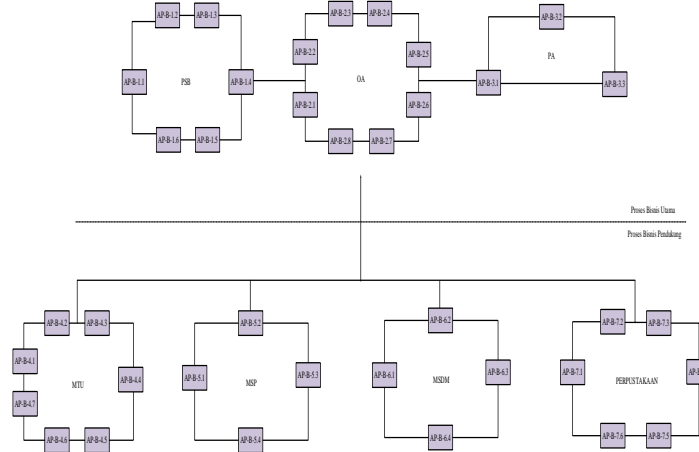 AP-B-1.2 AP-B-1.3
AP-B-1.1 PSB AP-B-1.4
AP-B-1.6 AP-B-1.5
AP-B-2.3 AP-B-2.4
AP-B-2.2 AP-B-2.5
OA
AP-B-2.1 AP-B-2.6
AP-B-2.8 AP-B-2.7
AP-B-3.2
PA
AP-B-3.1 AP-B-3.3
Proses Bisnis Utama
Proses Bisnis Pendukung
AP-B-4.2 AP-B-4.3
AP-B-4.1
MTU AP-B-4.4
AP-B-4.7
AP-B-4.6 AP-B-4.5
AP-B-5.2
AP-B-5.1 MSP AP-B-5.3
AP-B-5.4
AP-B-6.2
AP-B-6.1 MSDM AP-B-6.3
AP-B-6.4
AP-B-7.2 AP-B-7.3
AP-B-7.1 PERPUSTAKAAN
AP-B-7.6 AP-B-7.5